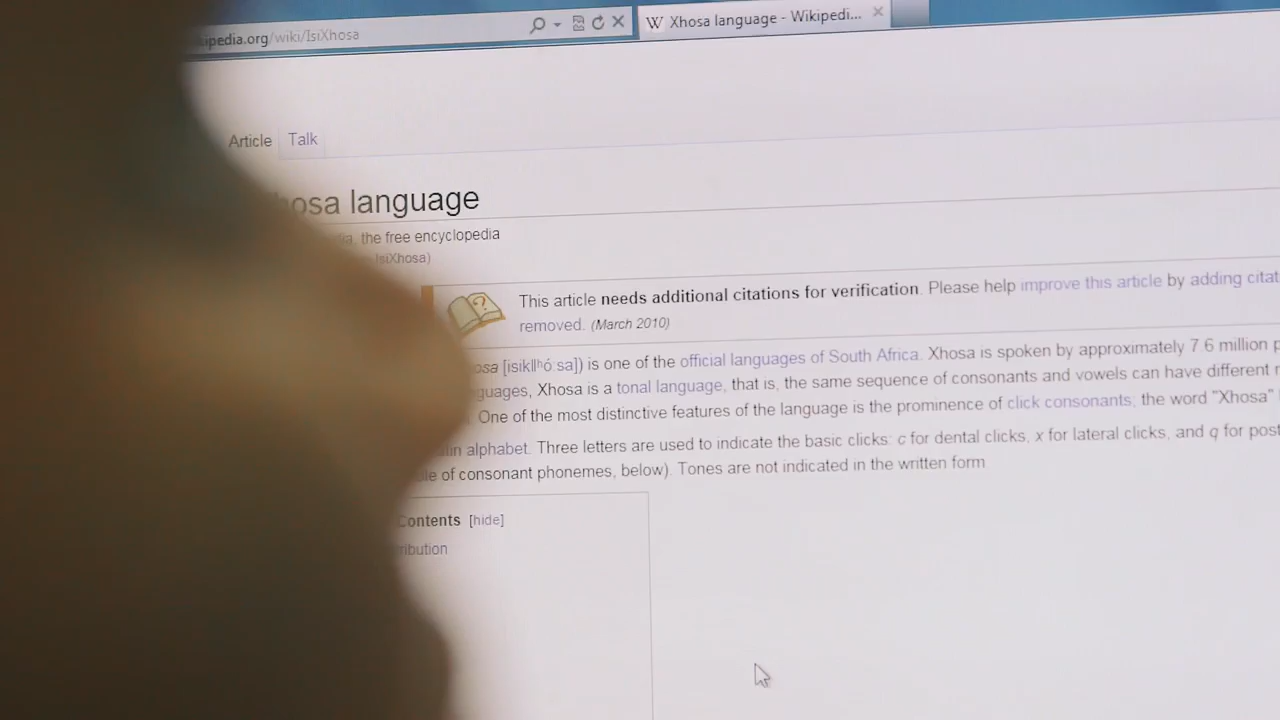 ipedia.org/wiki/IsiXhosa
W Xhosa language - Wikipedi...
Article Talk
Xhosa language
the free encyclopedia
IsiXhosa)
This article needs additional citations for verification. Please help improve this article by adding citat
removed. (March 2010)
osa [isikǁʰóːsa]) is one of the official languages of South Africa. Xhosa is spoken by approximately 7.6 million p
guages, Xhosa is a tonal language, that is, the same sequence of consonants and vowels can have different
One of the most distinctive features of the language is the prominence of click consonants; the word "Xhosa"
tin alphabet. Three letters are used to indicate the basic clicks: c for dental clicks, x for lateral clicks, and q for post
le of consonant phonemes, below). Tones are not indicated in the written form
Contents [hide]
ribution